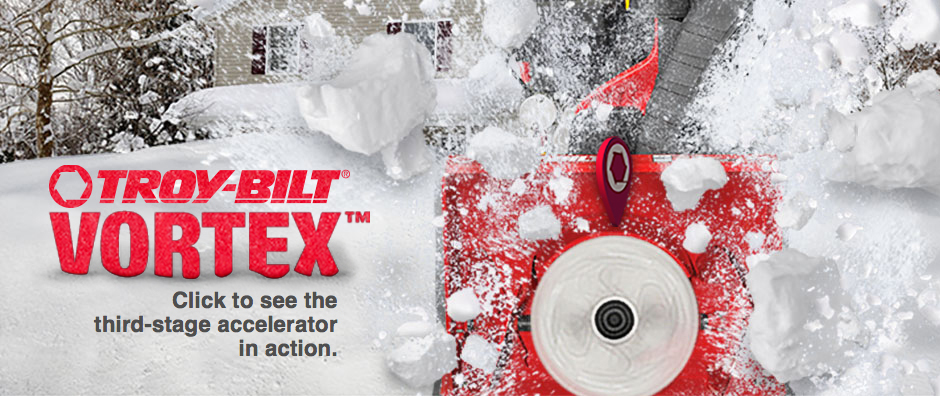 TROY-BILT®
VORTEX™
Click to see the
third-stage accelerator
in action.